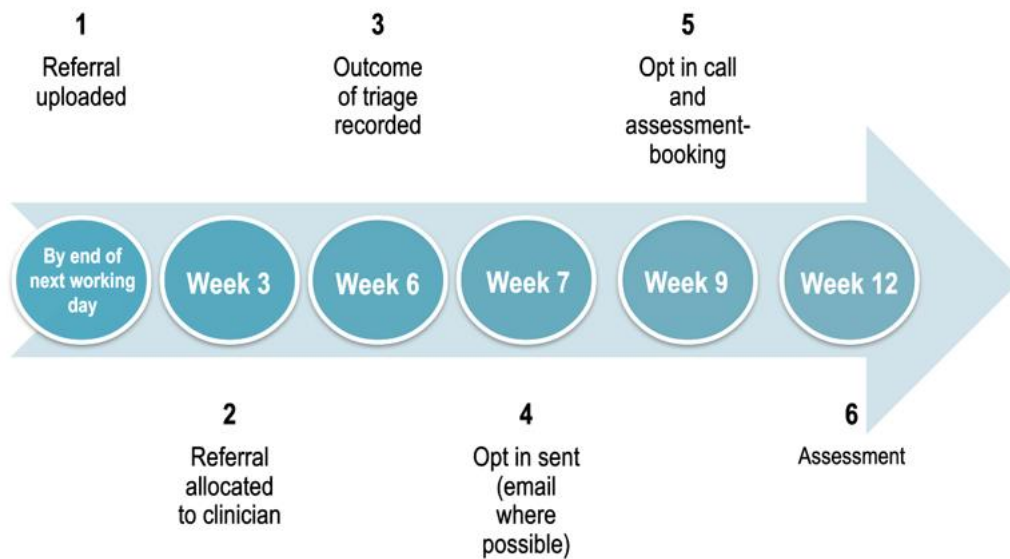 1
Referral
uploaded
3
Outcome
of triage
recorded
5
Opt in call
and
assessment-
booking
By end of
next working
day
Week 3
Week 6
Week 7
Week 9
Week 12
2
Referral
allocated
to clinician
4
Opt in sent
(email
where
possible)
6
Assessment